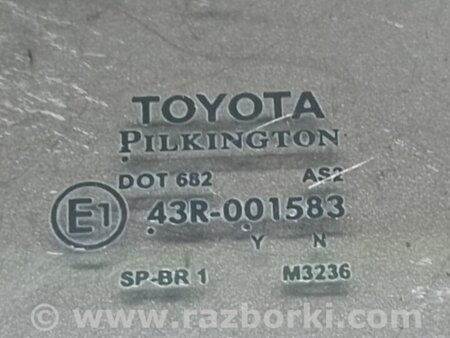 TOYOTA
PILKINGTON
DOT 682 AS2
E1 43R-001583
Y N
SP-BR 1 M3236
© www.razborki.com